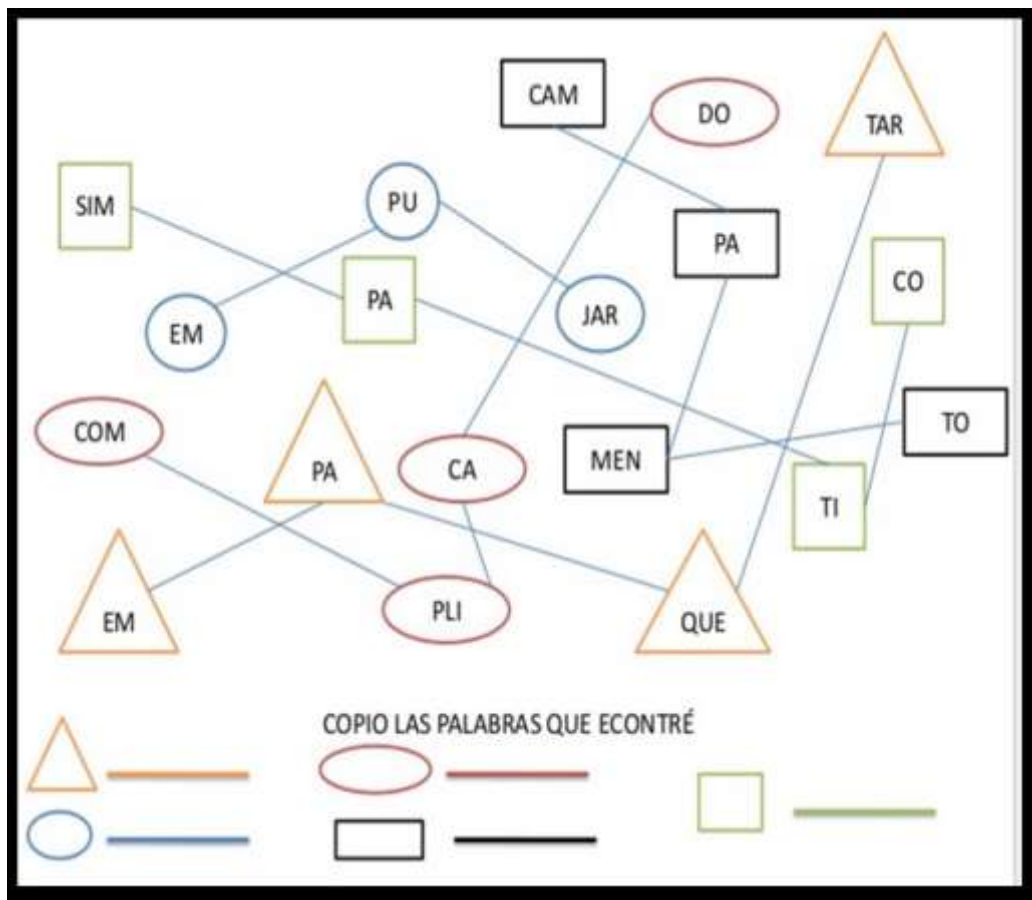 CAM
DO
TAR
SIM
PU
PA
CO
PA
JAR
EM
COM
TO
PA
CA
MEN
TI
EM
PLI
QUE
COPIO LAS PALABRAS QUE ECONTRÉ